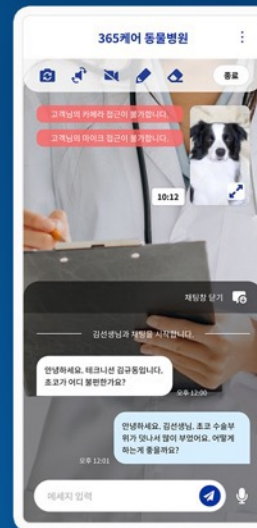 365케어 동물병원
종료
고객님의 카메라 접근이 불가합니다.
고객님의 마이크 접근이 불가합니다.
10:12
채팅창 닫기
김선생님과 채팅을 시작합니다.
안녕하세요. 테크니션 김규동입니다.
초코가 어디 불편한가요?
오후 12:00
안녕하세요. 김선생님. 초코 수술부
위가 덧나서 많이 부었어요. 어떻게
하는게 좋을까요?
오후 12:01
메세지 입력